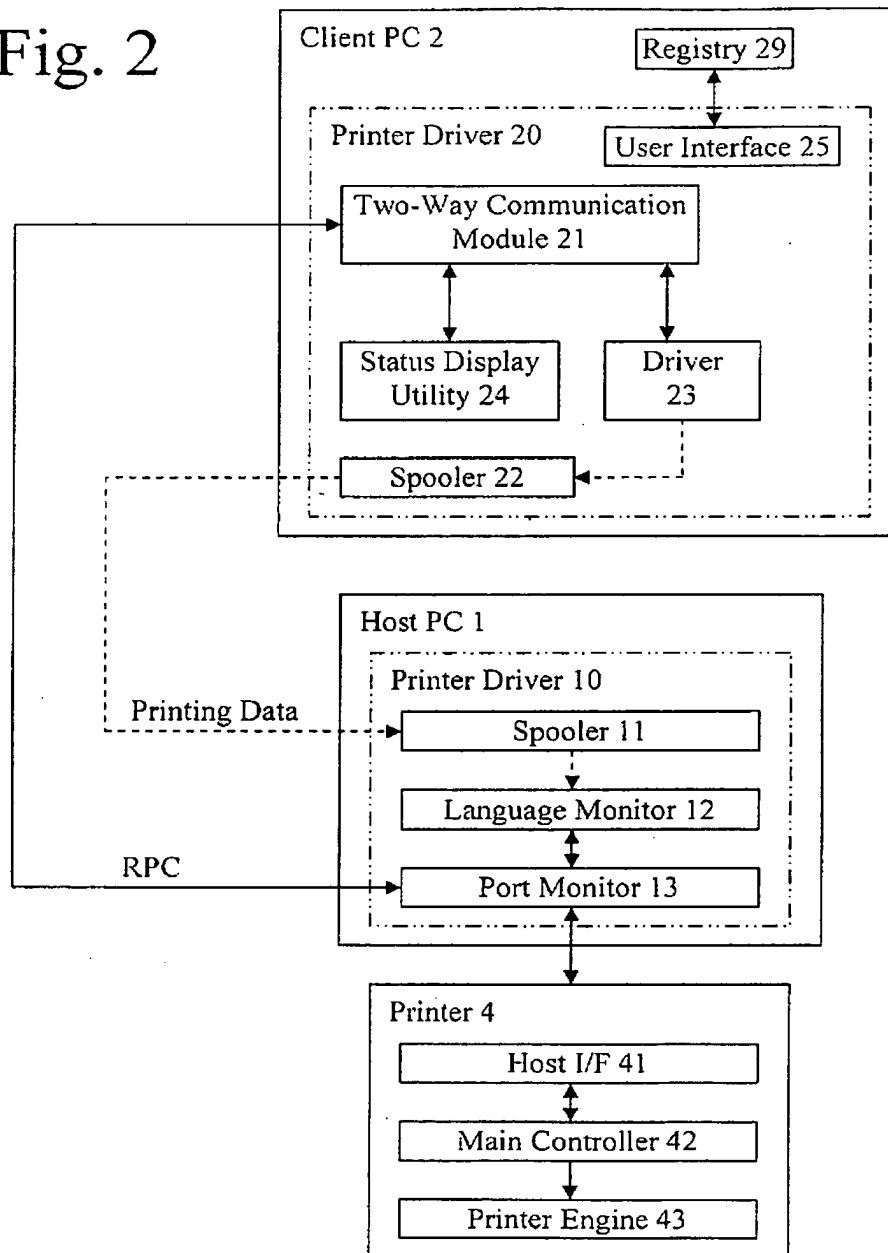 Fig. 2
Client PC 2
Registry 29
Printer Driver 20
User Interface 25
Two-Way Communication
Module 21
Status Display
Utility 24
Driver
23
Spooler 22
Host PC 1
Printer Driver 10
Printing Data
Spooler 11
Language Monitor 12
RPC
Port Monitor 13
Printer 4
Host I/F 41
Main Controller 42
Printer Engine 43